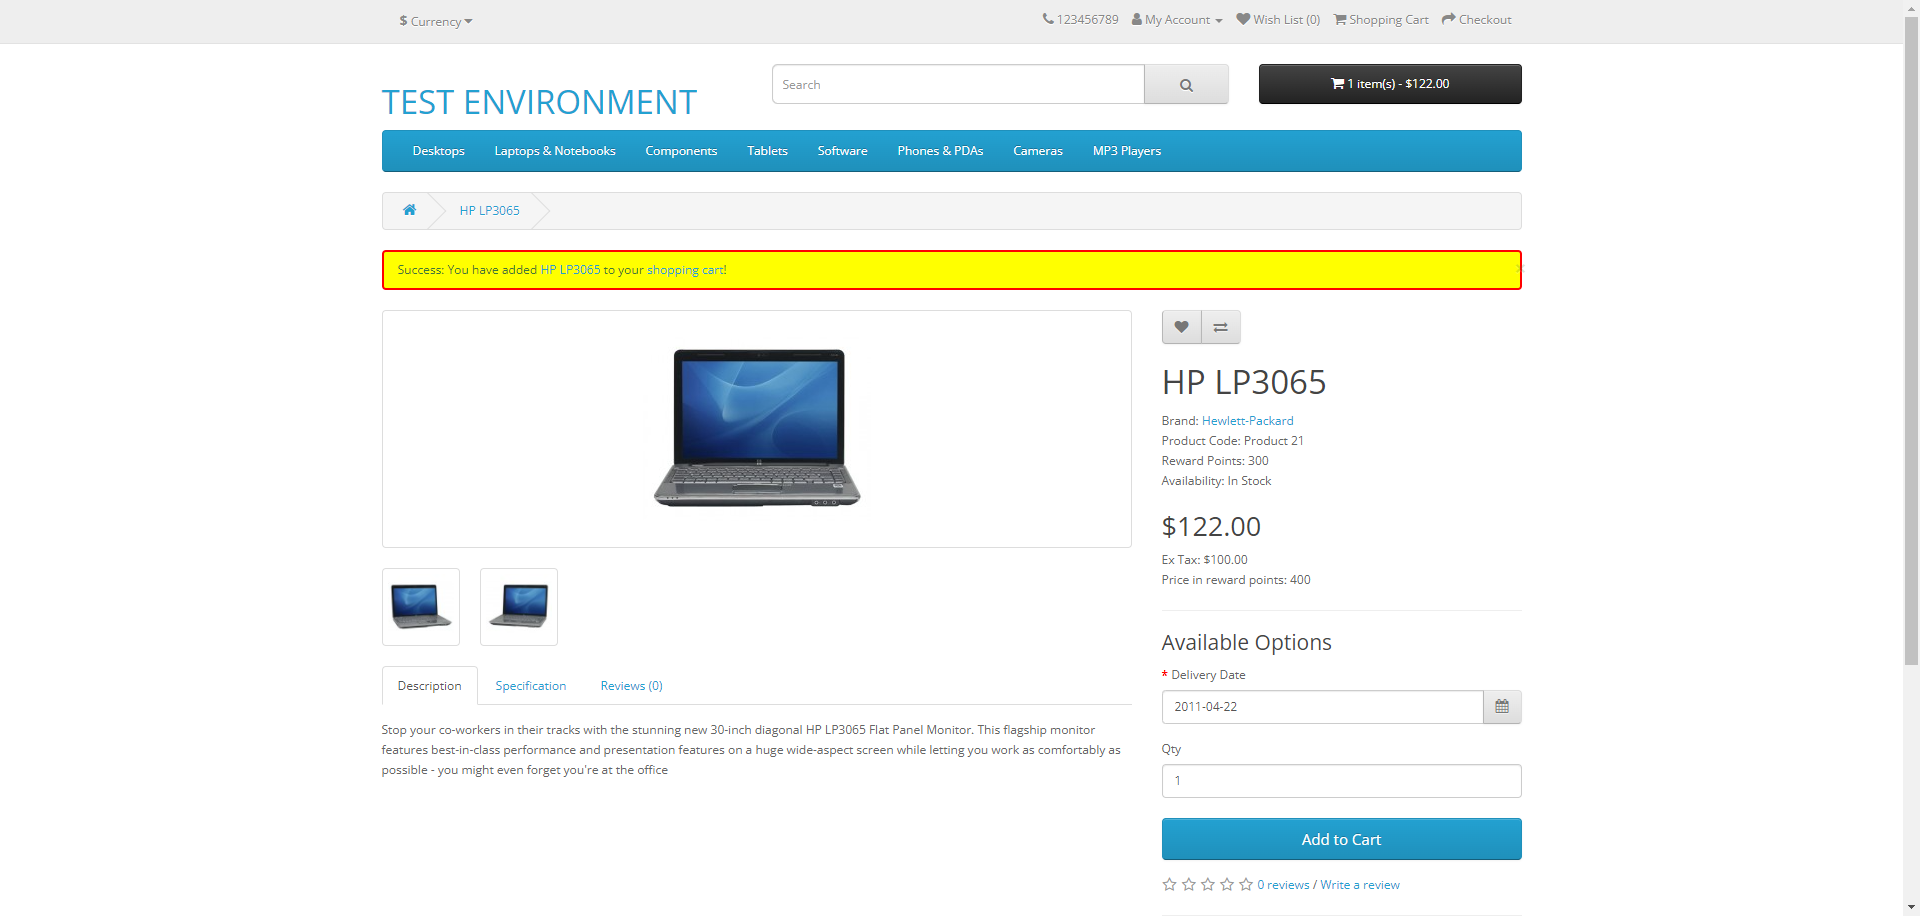 $ Currency
123456789 My Account Wish List (0) Shopping Cart Checkout
TEST ENVIRONMENT
Search
1 item(s) - $122.00
Desktops Laptops & Notebooks Components Tablets Software Phones & PDAs Cameras MP3 Players
HP LP3065
Success: You have added HP LP3065 to your shopping cart!
×
HP LP3065
Brand: Hewlett-Packard
Product Code: Product 21
Reward Points: 300
Availability: In Stock
$122.00
Ex Tax: $100.00
Price in reward points: 400
Available Options
* Delivery Date
2011-04-22
Qty
1
Add to Cart
0 reviews / Write a review
Description Specification Reviews (0)
Stop your co-workers in their tracks with the stunning new 30-inch diagonal HP LP3065 Flat Panel Monitor. This flagship monitor
features best-in-class performance and presentation features on a huge wide-aspect screen while letting you work as comfortably as
possible - you might even forget you're at the office